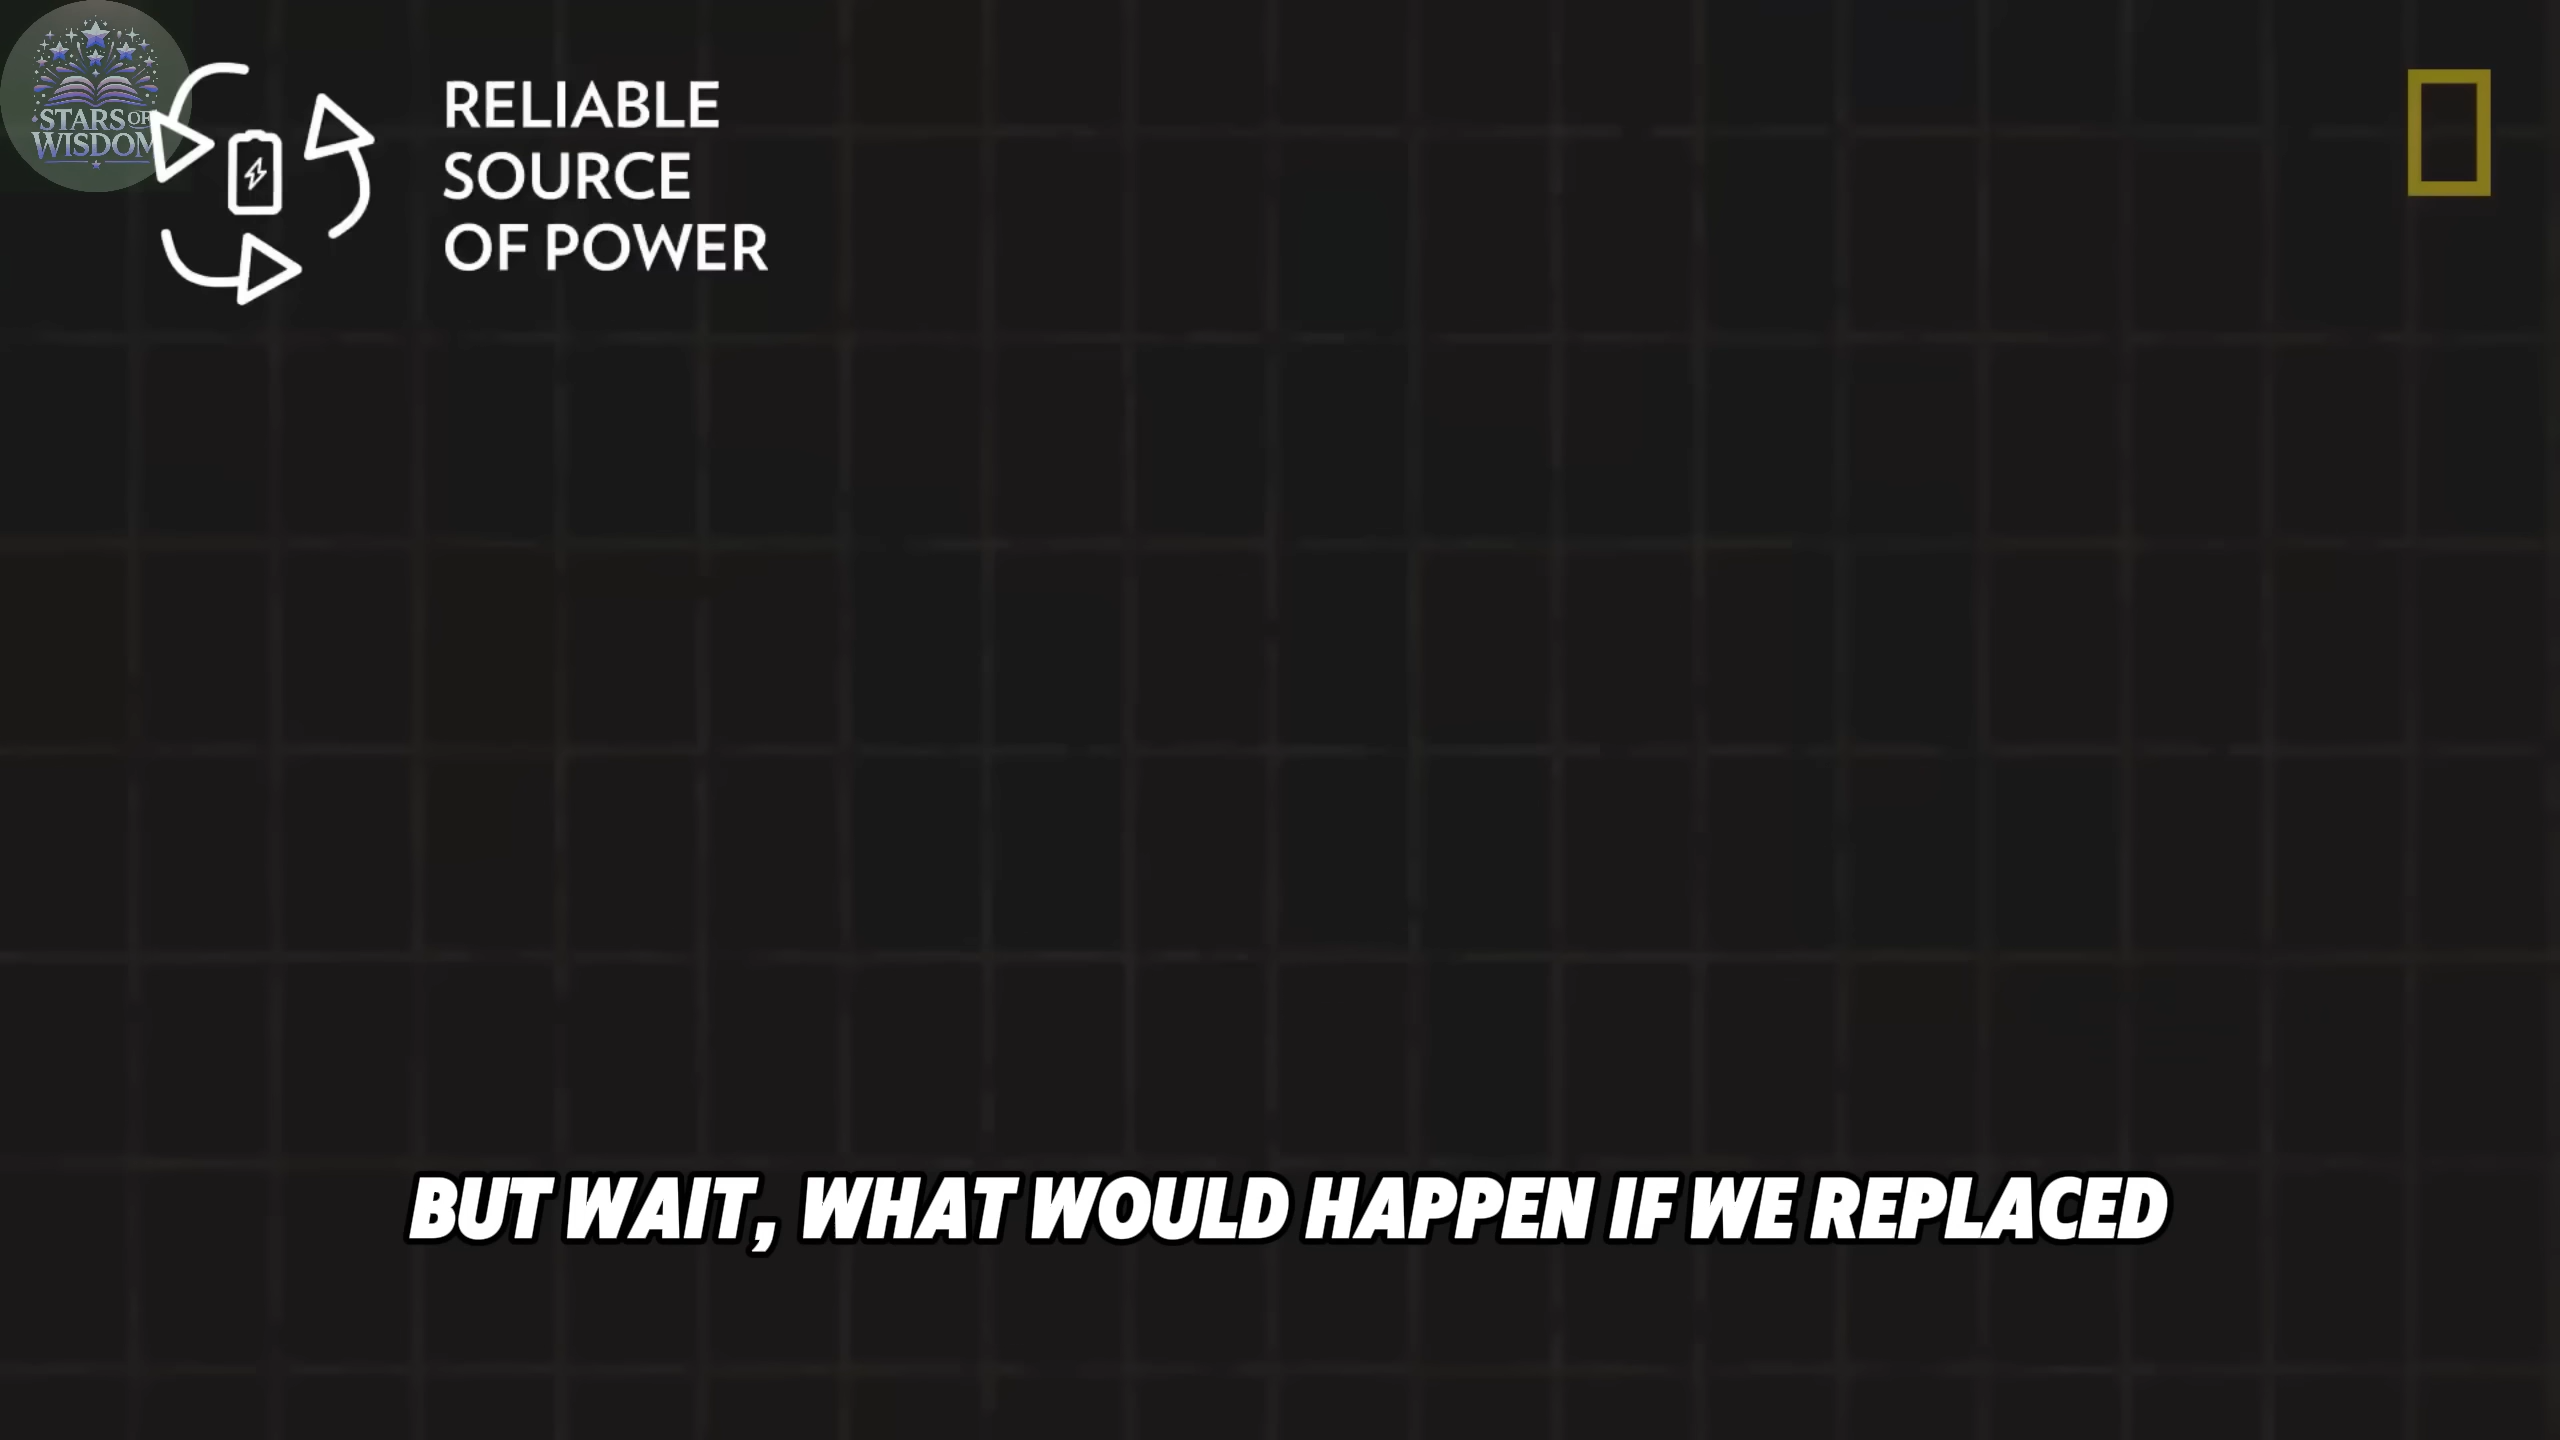 STARS OF
WISDOM
RELIABLE
SOURCE
OF POWER
BUT WAIT, WHAT WOULD HAPPEN IF WE REPLACED